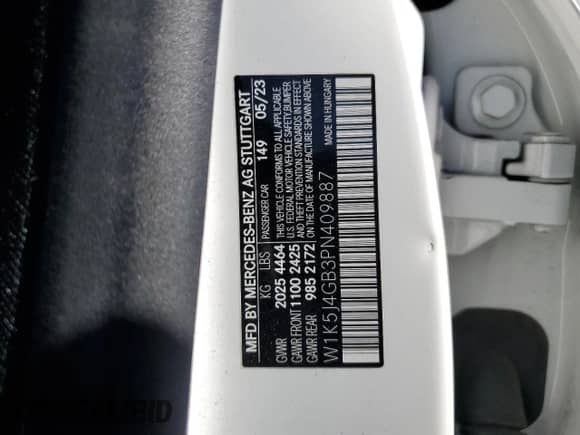 MFD BY MERCEDES-BENZ AG STUTTGART
PASSENGER CAR 149 05/23
KG LBS
GVWR 2025 4464
GAWR FRONT 1100 2425
GAWR REAR 985 2172
THIS VEHICLE CONFORMS TO ALL APPLICABLE
U.S. FEDERAL MOTOR VEHICLE SAFETY,BUMPER
AND THEFT PREVENTION STANDARDS IN EFFECT
ON THE DATE OF MANUFACTURE SHOWN ABOVE
W1K5J4GB3PN409887
MADE IN HUNGARY